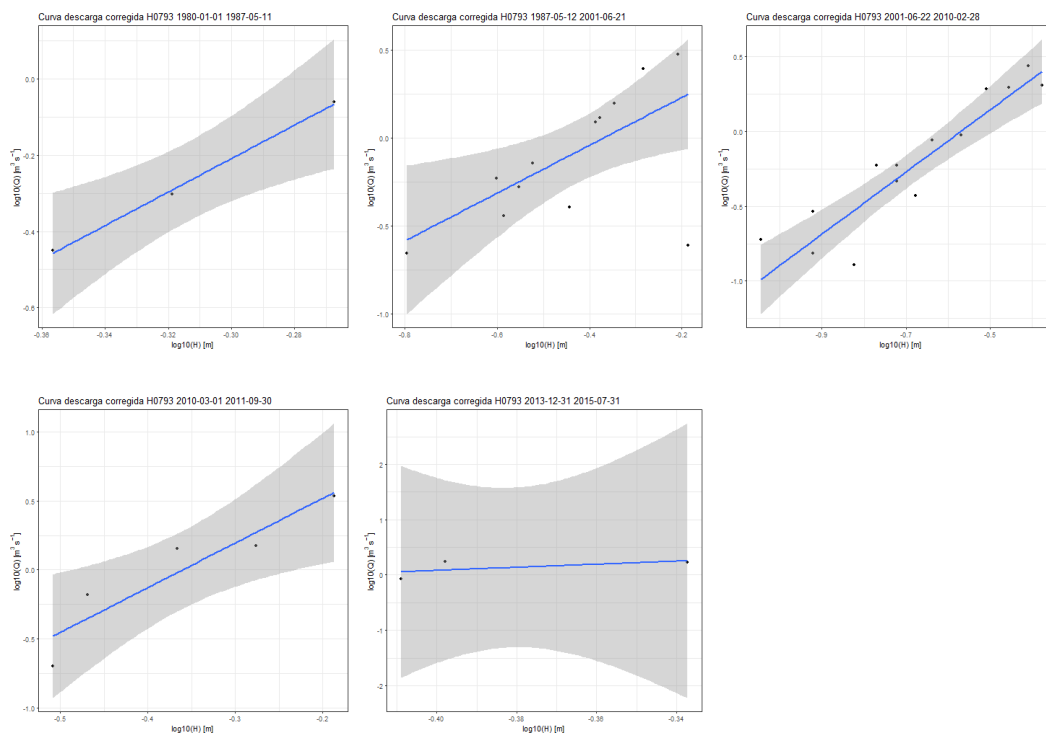 Curva descarga corregida H0793 1980-01-01 1987-05-11
0.0
-0.2
-0.4
-0.6
log10(Q) [m³ s⁻¹]
-0.36
-0.34
-0.32
-0.30
-0.28
log10(H) [m]
Curva descarga corregida H0793 1987-05-12 2001-06-21
0.5
0.0
-0.5
-1.0
log10(Q) [m³ s⁻¹]
-0.8
-0.6
-0.4
-0.2
log10(H) [m]
Curva descarga corregida H0793 2001-06-22 2010-02-28
0.5
0.0
-0.5
-1.0
log10(Q) [m³ s⁻¹]
-0.9
-0.7
-0.5
log10(H) [m]
Curva descarga corregida H0793 2010-03-01 2011-09-30
1.0
0.5
0.0
-0.5
-1.0
log10(Q) [m³ s⁻¹]
-0.5
-0.4
-0.3
-0.2
log10(H) [m]
Curva descarga corregida H0793 2013-12-31 2015-07-31
2
1
0
-1
-2
log10(Q) [m³ s⁻¹]
-0.40
-0.38
-0.36
-0.34
log10(H) [m]